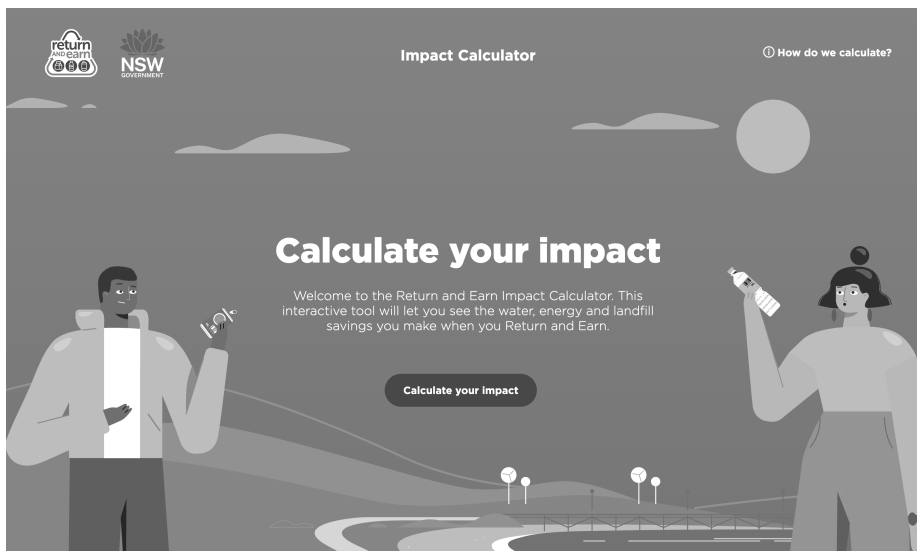 return
AND earn
NSW
GOVERNMENT
Impact Calculator
How do we calculate?
Calculate your impact
Welcome to the Return and Earn Impact Calculator. This
interactive tool will let you see the water, energy and landfill
savings you make when you Return and Earn.
Calculate your impact